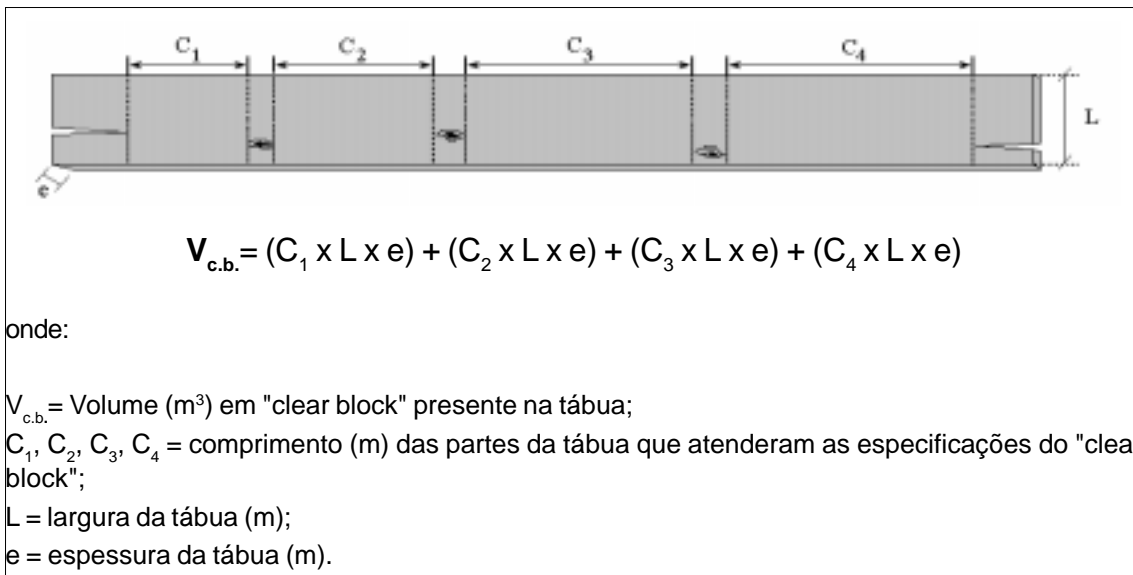 C₁ C₂ C₃ C₄
L
e
V_c.b.= (C₁ x L x e) + (C₂ x L x e) + (C₃ x L x e) + (C₄ x L x e)
onde:
V_c.b.= Volume (m³) em "clear block" presente na tábua;
C₁, C₂, C₃, C₄ = comprimento (m) das partes da tábua que atenderam as especificações do "clea
block";
L = largura da tábua (m);
e = espessura da tábua (m).